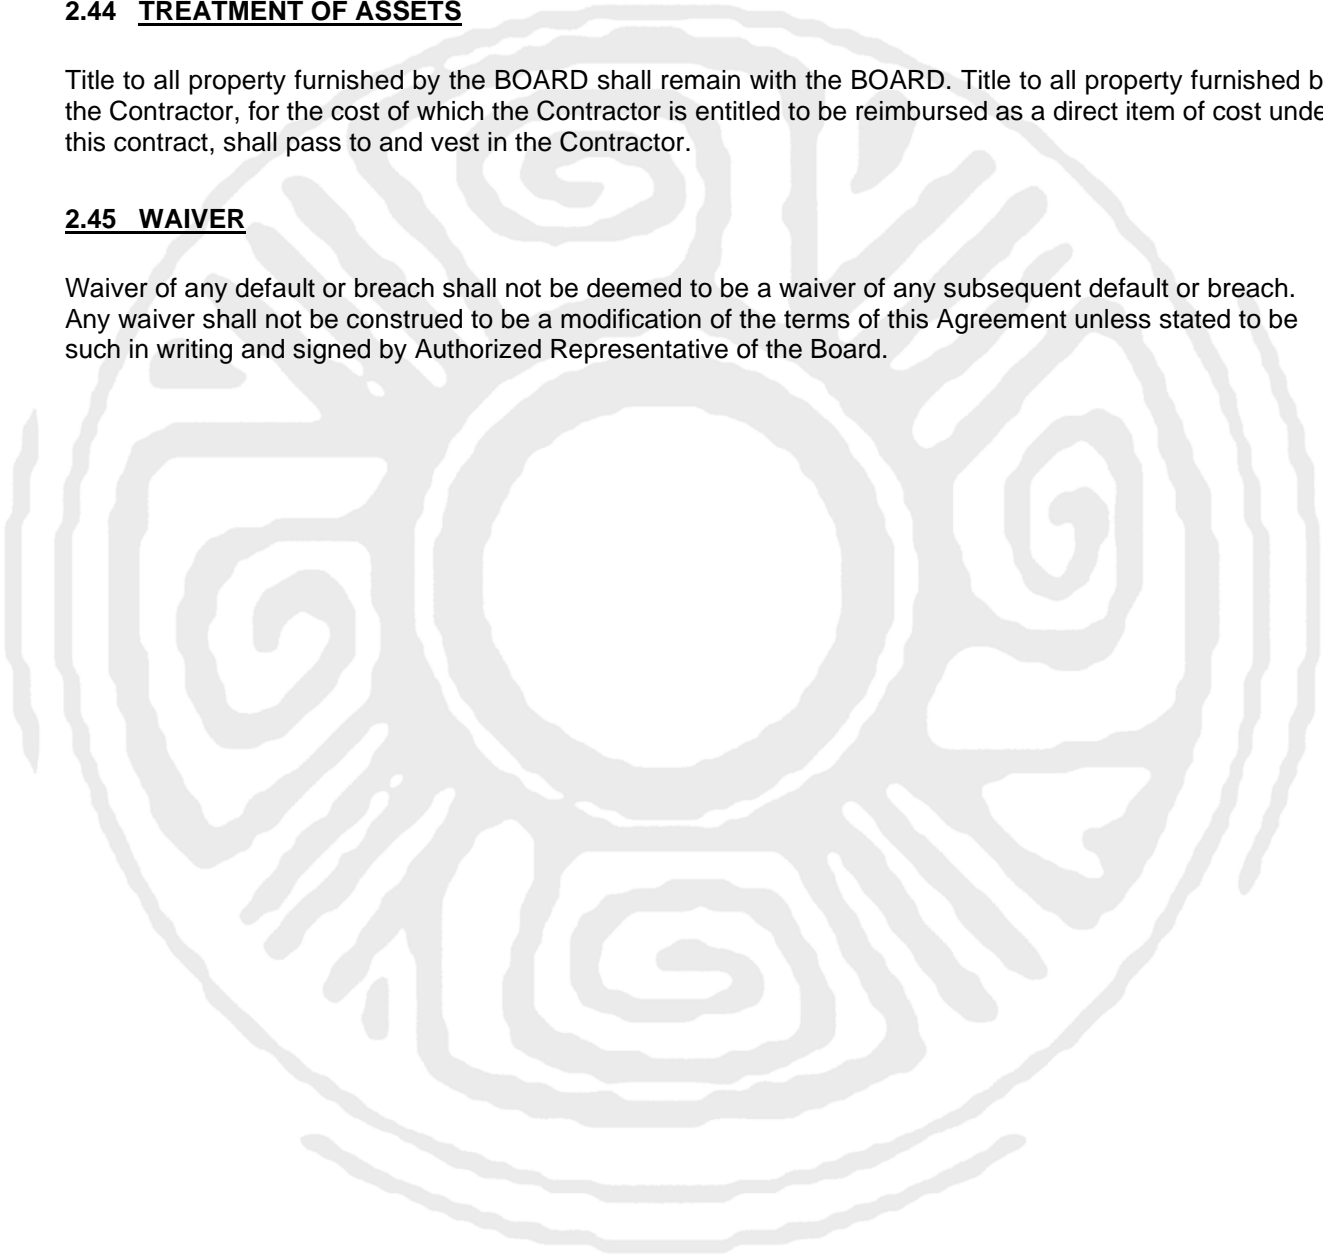 2.44 TREATMENT OF ASSETS
Title to all property furnished by the BOARD shall remain with the BOARD. Title to all property furnished b
the Contractor, for the cost of which the Contractor is entitled to be reimbursed as a direct item of cost unde
this contract, shall pass to and vest in the Contractor.
2.45 WAIVER
Waiver of any default or breach shall not be deemed to be a waiver of any subsequent default or breach.
Any waiver shall not be construed to be a modification of the terms of this Agreement unless stated to be
such in writing and signed by Authorized Representative of the Board.